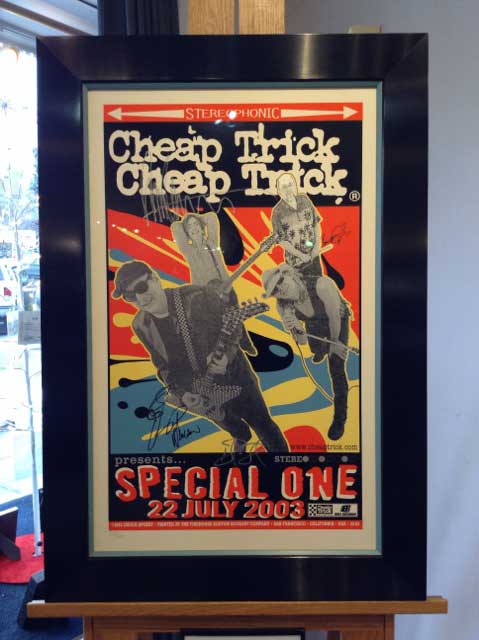 STEREOPHONIC
Cheap Trick
Cheap Trick®
www.cheaptrick.com
presents... STEREO
SPECIAL ONE
22 JULY 2003